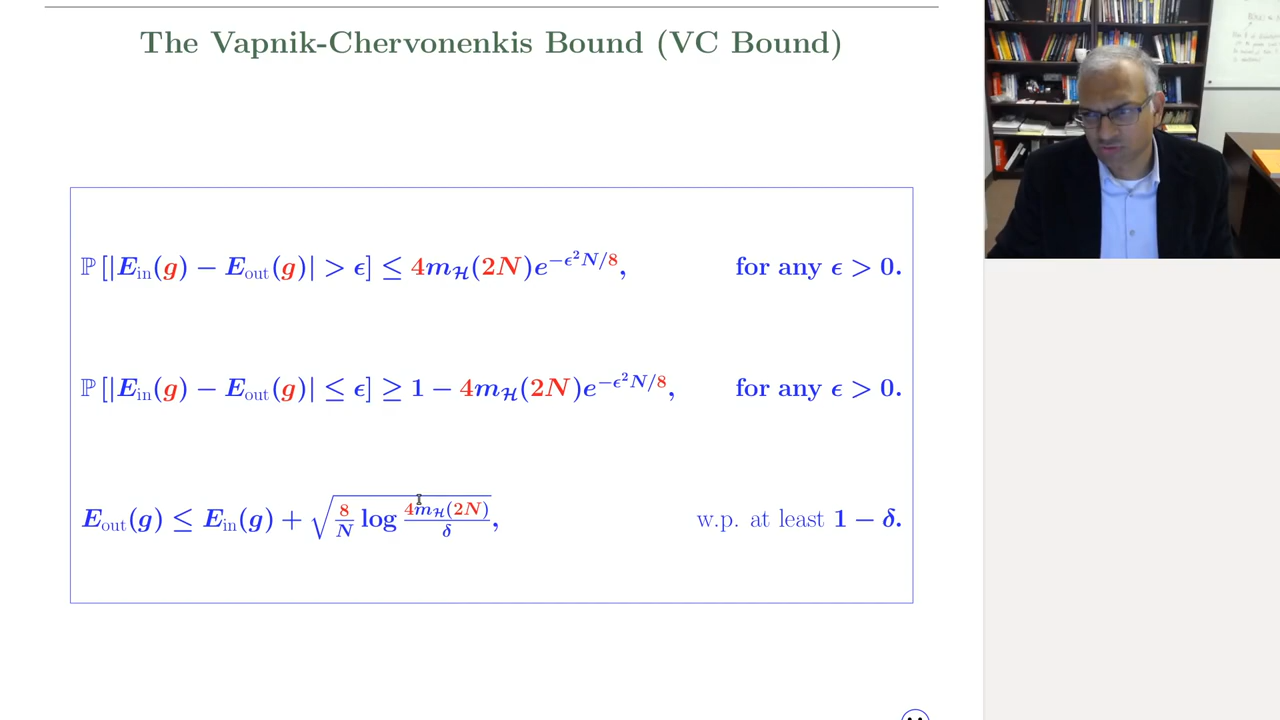 The Vapnik-Chervonenkis Bound (VC Bound)
ℙ [|E_in(g) − E_out(g)| > ϵ] ≤ 4m_ℋ(2N)e^{−ϵ²N/8}, for any ϵ > 0.
ℙ [|E_in(g) − E_out(g)| ≤ ϵ] ≥ 1 − 4m_ℋ(2N)e^{−ϵ²N/8}, for any ϵ > 0.
E_out(g) ≤ E_in(g) + √(8/N log 4m_ℋ(2N)/δ), w.p. at least 1 − δ.